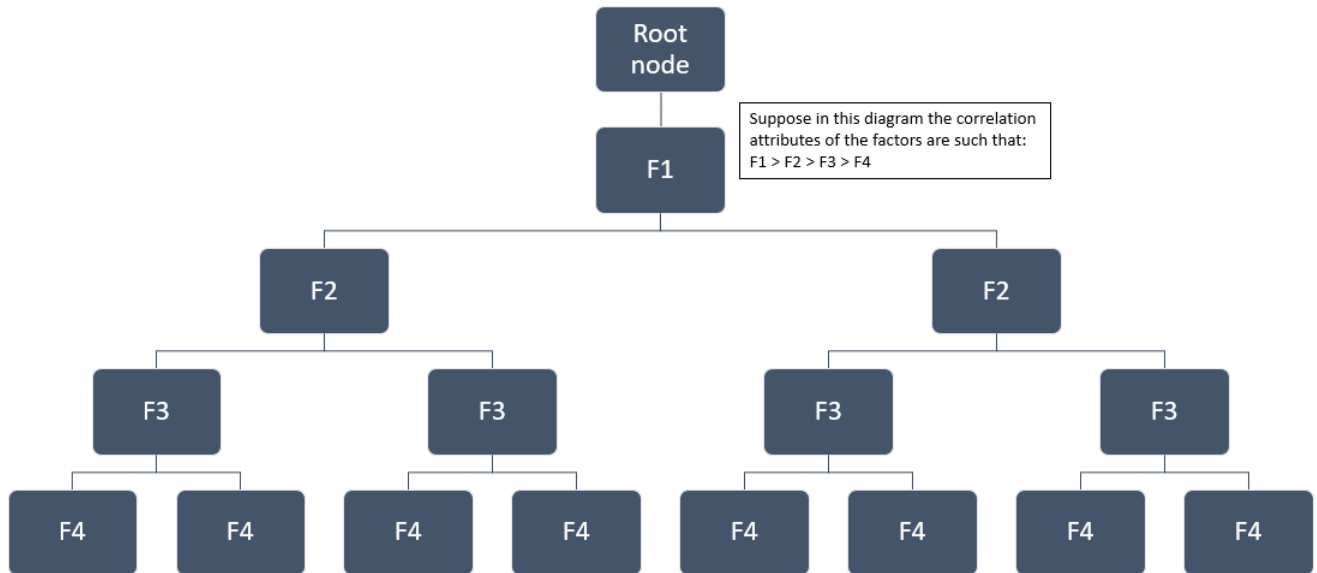 Root
node
Suppose in this diagram the correlation
attributes of the factors are such that:
F1 > F2 > F3 > F4
F1
F2
F2
F3
F3
F3
F3
F4
F4
F4
F4
F4
F4
F4
F4